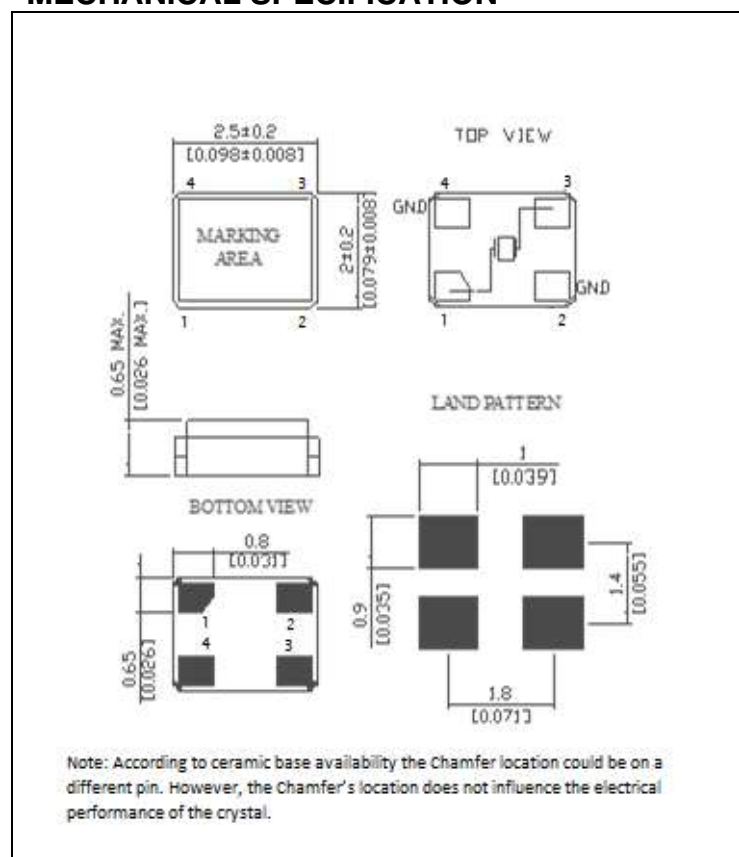 MECHANICAL SPECIFICATION
2.5±0.2
[0.098±0.008]
4 3
MARKING
AREA
1 2
2±0.2
[0.079±0.008]
TOP VIEW
4 3
GND
GND
1 2
0.65 MAX.
[0.026 MAX.]
LAND PATTERN
1
[0.039]
0.9
[0.035]
1.4
[0.055]
1.8
[0.071]
BOTTOM VIEW
0.8
[0.031]
1 2
4 3
0.65
[0.026]
Note: According to ceramic base availability the Chamfer location could be on a
different pin. However, the Chamfer's location does not influence the electrical
performance of the crystal.